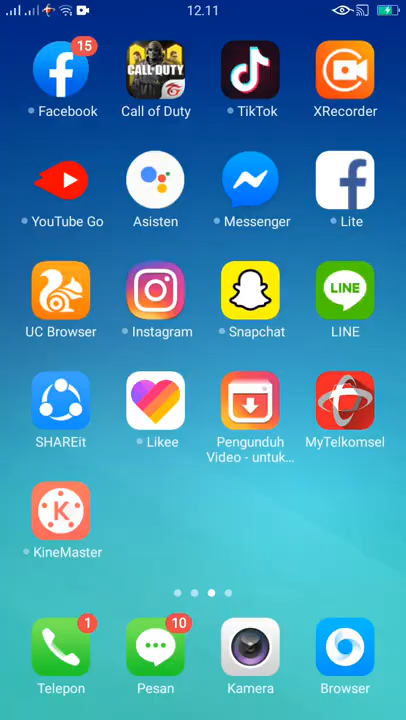 12.11
15
Facebook
CALL OF DUTY
Call of Duty
TikTok
XRecorder
YouTube Go
Asisten
Messenger
Lite
UC Browser
Instagram
Snapchat
LINE
LINE
SHAREit
Likee
Pengunduh
Video - untuk...
MyTelkomsel
K
KineMaster
1
10
Telepon
Pesan
Kamera
Browser